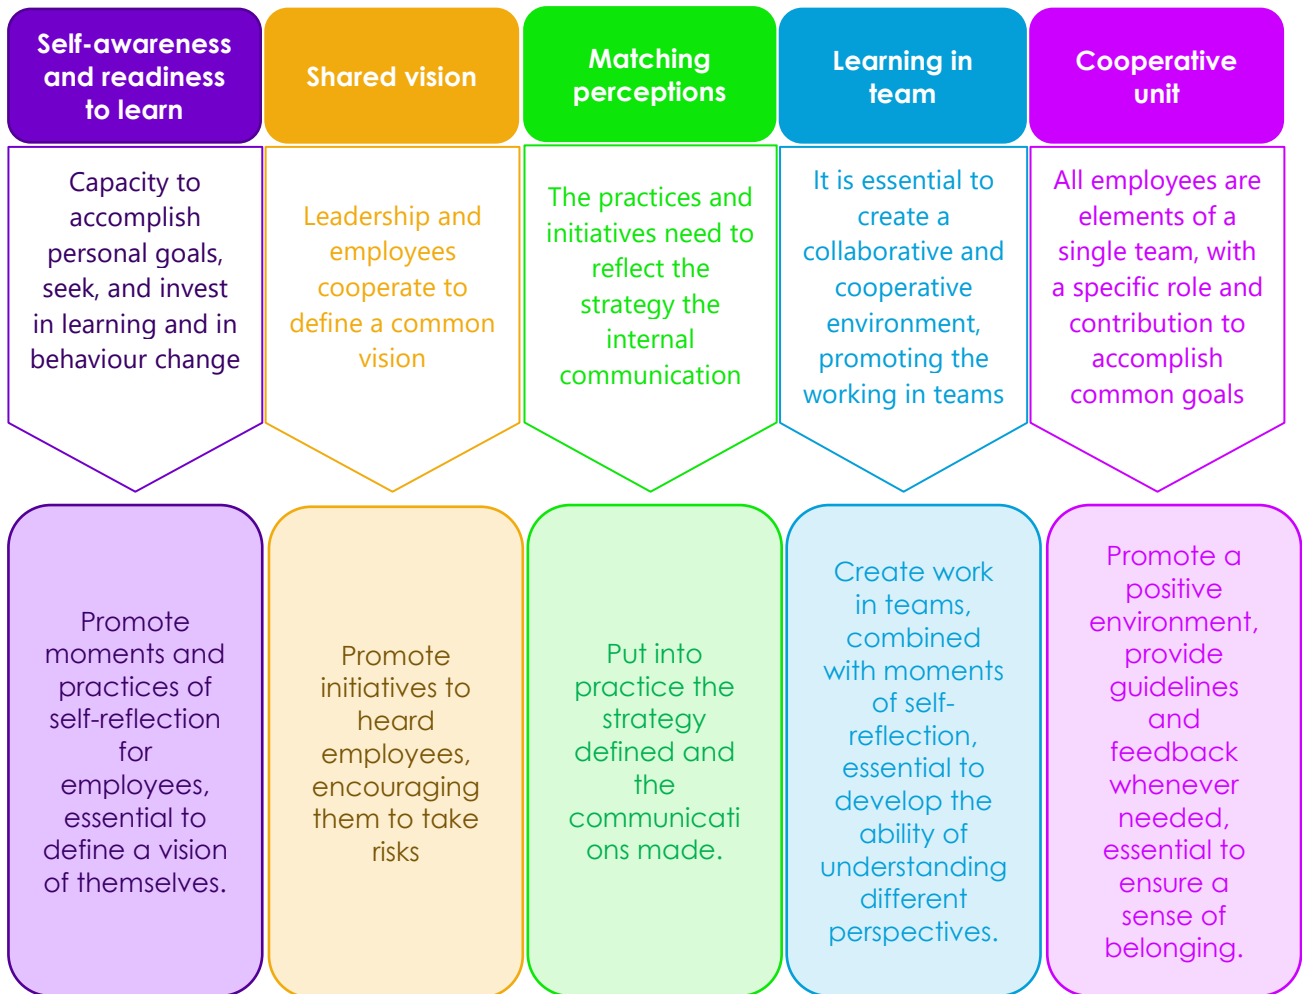 Self-awareness
and readiness
to learn
Shared vision
Matching
perceptions
Learning in
team
Cooperative
unit
Capacity to
accomplish
personal goals,
seek, and invest
in learning and in
behaviour change
Leadership and
employees
cooperate to
define a common
vision
The practices and
initiatives need to
reflect the
strategy the
internal
communication
It is essential to
create a
collaborative and
cooperative
environment,
promoting the
working in teams
All employees are
elements of a
single team, with
a specific role and
contribution to
accomplish
common goals
Promote
moments and
practices of
self-reflection
for
employees,
essential to
define a vision
of themselves.
Promote
initiatives to
heard
employees,
encouraging
them to take
risks
Put into
practice the
strategy
defined and
the
communicati
ons made.
Create work
in teams,
combined
with moments
of self-
reflection,
essential to
develop the
ability of
understanding
different
perspectives.
Promote a
positive
environment,
provide
guidelines
and
feedback
whenever
needed,
essential to
ensure a
sense of
belonging.